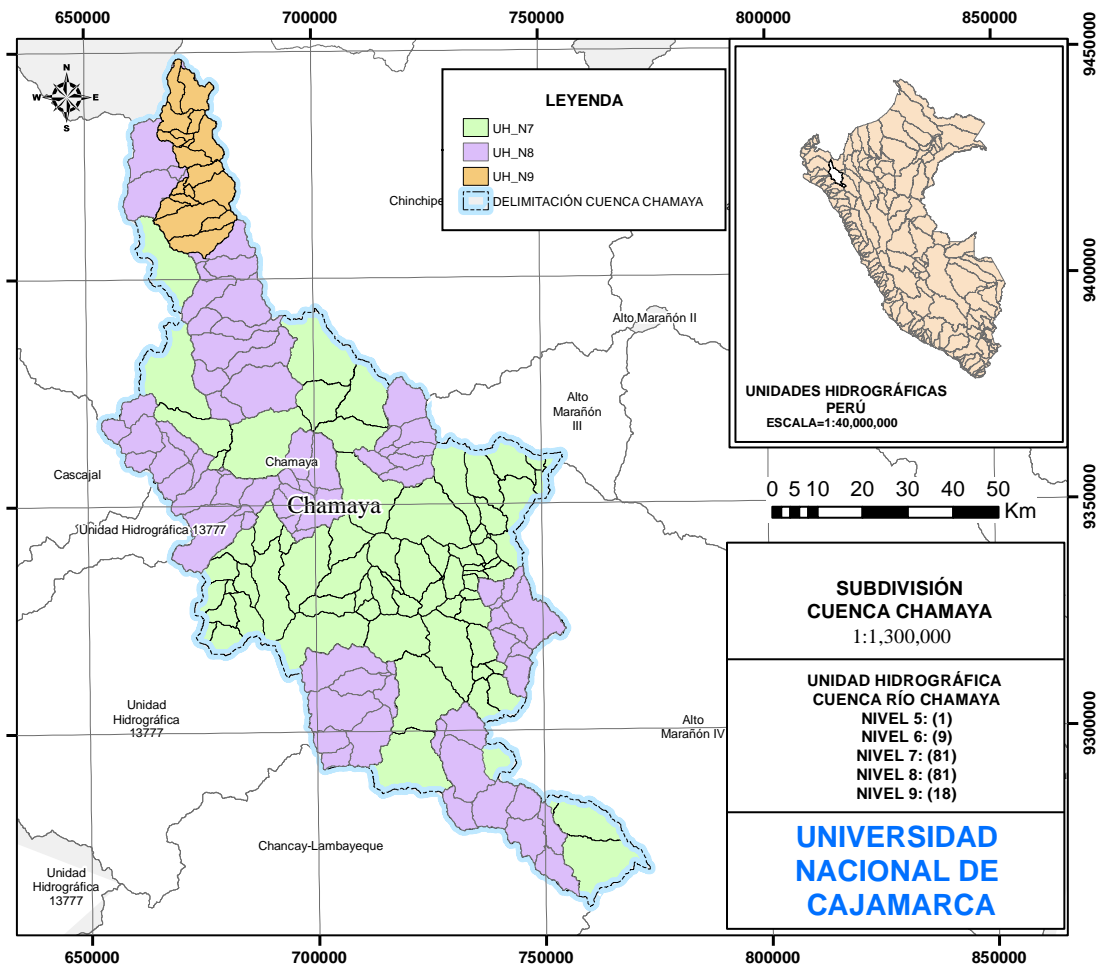 650000
700000
750000
800000
850000
9450000
9400000
9350000
9300000
N
W
E
S
LEYENDA
UH_N7
UH_N8
UH_N9
DELIMITACIÓN CUENCA CHAMAYA
Chinchipe
Alto Marañón II
Alto
Marañón
III
Cascajal
Chamaya
Chamaya
Unidad Hidrográfica 13777
Unidad
Hidrográfica
13777
Alto
Marañón IV
Chancay-Lambayeque
Unidad
Hidrográfica
13777
UNIDADES HIDROGRÁFICAS
PERÚ
ESCALA=1:40,000,000
0 5 10 20 30 40 50
Km
SUBDIVISIÓN
CUENCA CHAMAYA
1:1,300,000
UNIDAD HIDROGRÁFICA
CUENCA RÍO CHAMAYA
NIVEL 5: (1)
NIVEL 6: (9)
NIVEL 7: (81)
NIVEL 8: (81)
NIVEL 9: (18)
UNIVERSIDAD
NACIONAL DE
CAJAMARCA
650000
700000
750000
800000
850000